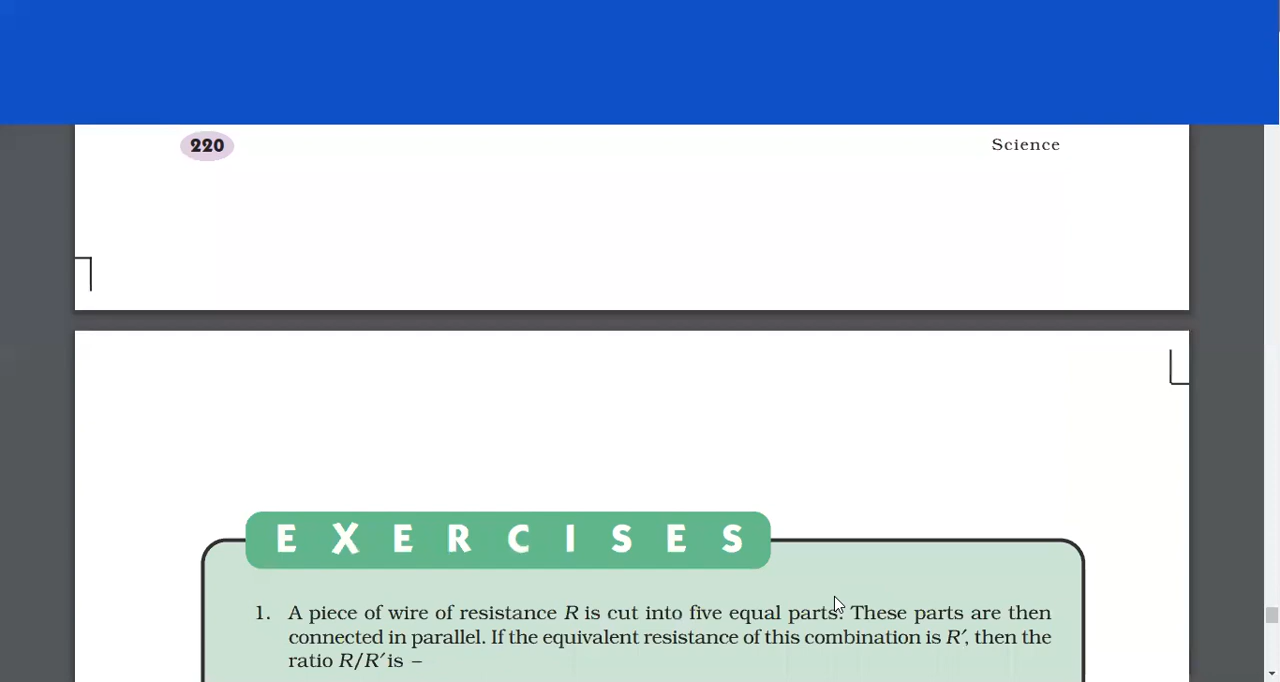 220
Science
EXERCISES
1. A piece of wire of resistance R is cut into five equal parts. These parts are then
connected in parallel. If the equivalent resistance of this combination is R′, then the
ratio R/R′ is –